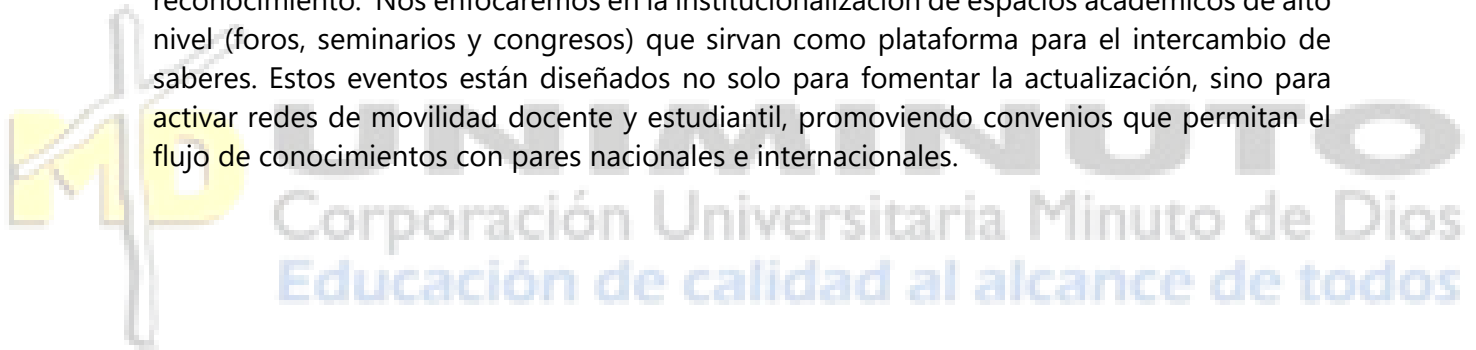 reconocimiento. Nos enfocaremos en la institucionalización de espacios académicos de alto
nivel (foros, seminarios y congresos) que sirvan como plataforma para el intercambio de
saberes. Estos eventos están diseñados no solo para fomentar la actualización, sino para
activar redes de movilidad docente y estudiantil, promoviendo convenios que permitan el
flujo de conocimientos con pares nacionales e internacionales.
MD UNIMINUTO
Corporación Universitaria Minuto de Dios
Educación de calidad al alcance de todos